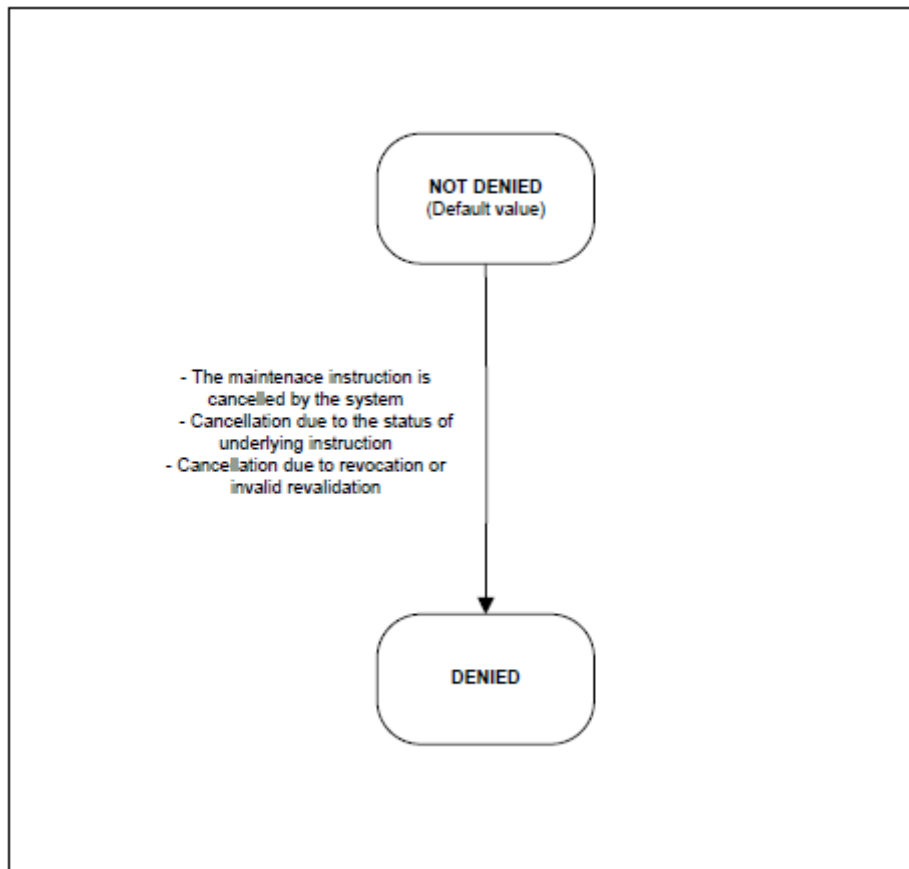 NOT DENIED
(Default value)
- The maintenace instruction is
cancelled by the system
- Cancellation due to the status of
underlying instruction
- Cancellation due to revocation or
invalid revalidation
DENIED